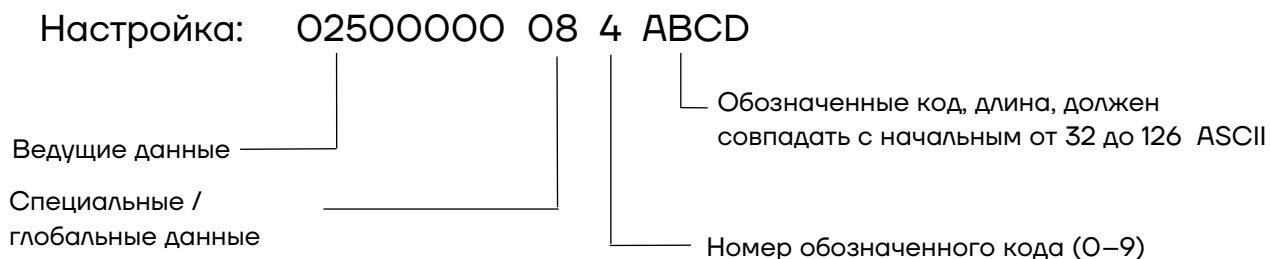 Настройка: 02500000 08 4 ABCD
Обозначенные код, длина, должен
совпадать с начальным от 32 до 126 ASCII
Ведущие данные
Специальные /
глобальные данные
Номер обозначенного кода (0–9)